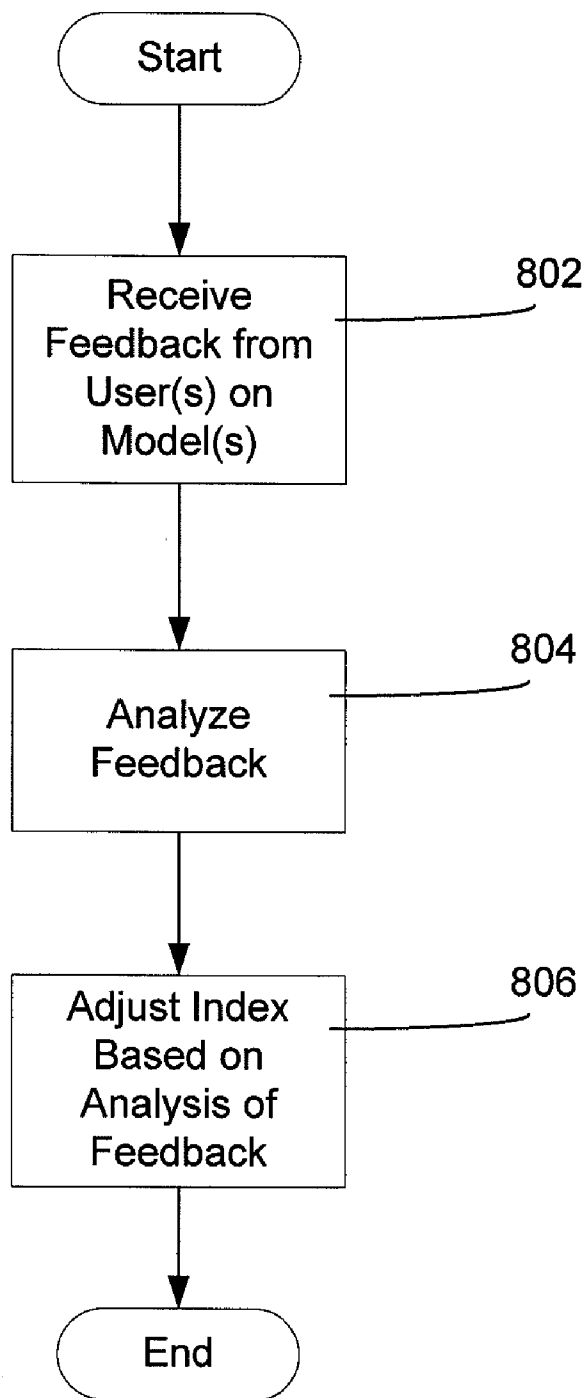 Start
802
Receive
Feedback from
User(s) on
Model(s)
804
Analyze
Feedback
806
Adjust Index
Based on
Analysis of
Feedback
End